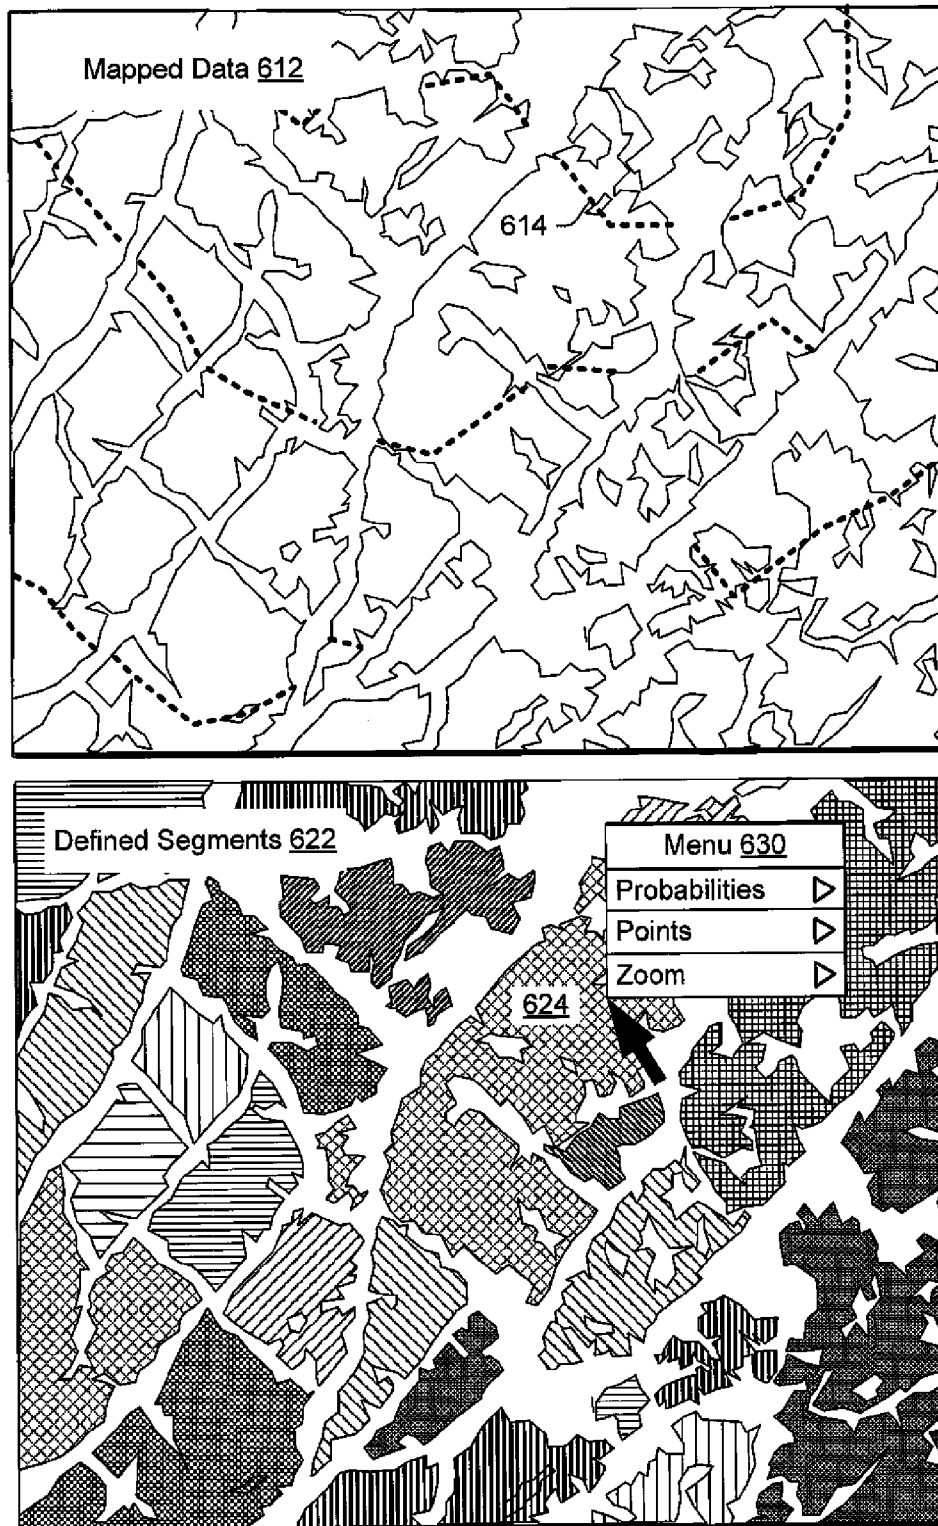 Mapped Data 612
614
Defined Segments 622
Menu 630
Probabilities
Points
Zoom
624